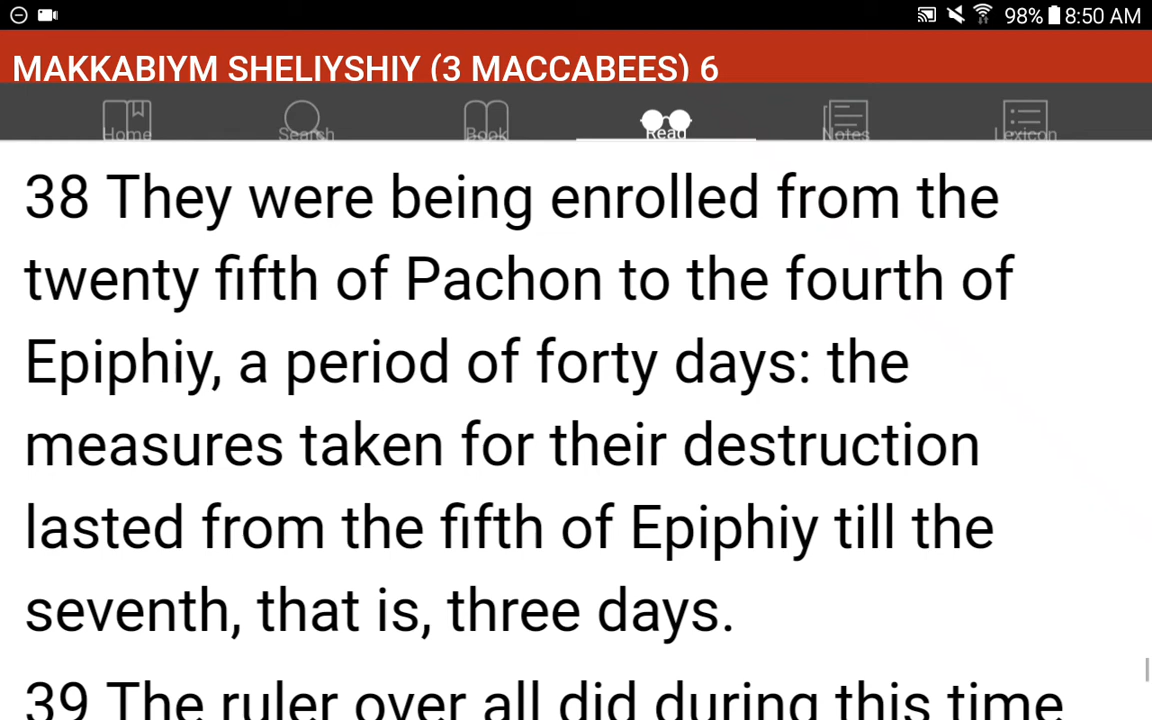 98% 8:50 AM
MAKKABIYM SHELIYSHIY (3 MACCABEES) 6
Home Search Book Read Notes Lexicon
38 They were being enrolled from the
twenty fifth of Pachon to the fourth of
Epiphiy, a period of forty days: the
measures taken for their destruction
lasted from the fifth of Epiphiy till the
seventh, that is, three days.
39 The ruler over all did during this time